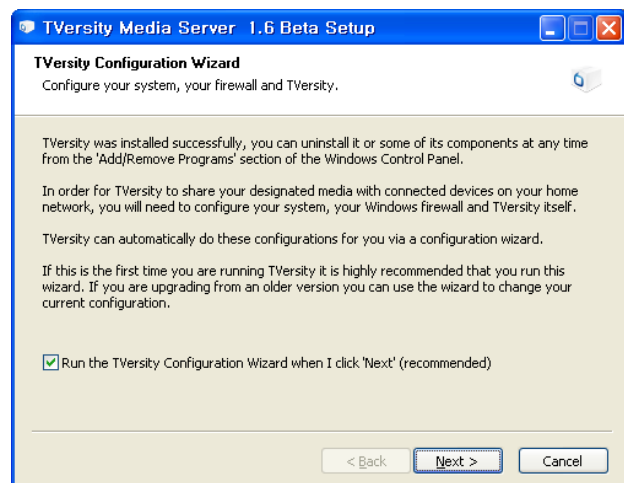 TVersity Media Server  1.6 Beta Setup
TVersity Configuration Wizard
Configure your system, your firewall and TVersity.
TVersity was installed successfully, you can uninstall it or some of its components at any time
from the 'Add/Remove Programs' section of the Windows Control Panel.
In order for TVersity to share your designated media with connected devices on your home
network, you will need to configure your system, your Windows firewall and TVersity itself.
TVersity can automatically do these configurations for you via a configuration wizard.
If this is the first time you are running TVersity it is highly recommended that you run this
wizard. If you are upgrading from an older version you can use the wizard to change your
current configuration.
Run the TVersity Configuration Wizard when I click 'Next' (recommended)
< Back
Next >
Cancel